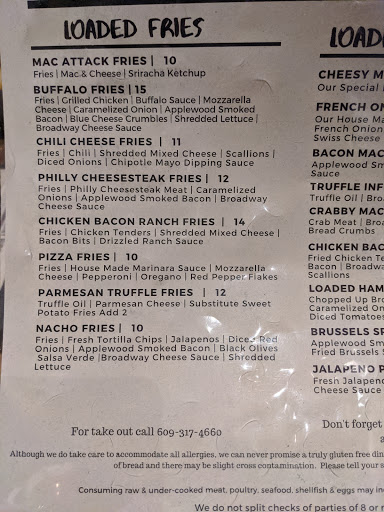 LOADED FRIES
MAC ATTACK FRIES | 10
Fries | Mac & Cheese | Sriracha Ketchup
BUFFALO FRIES | 15
Fries | Grilled Chicken | Buffalo Sauce | Mozzarella
Cheese | Caramelized Onion | Applewood Smoked
Bacon | Blue Cheese Crumbles | Shredded Lettuce |
Broadway Cheese Sauce
CHILI CHEESE FRIES | 11
Fries | Chili | Shredded Mixed Cheese | Scallions |
Diced Onions | Chipotle Mayo Dipping Sauce
PHILLY CHEESESTEAK FRIES | 12
Fries | Philly Cheesesteak Meat | Caramelized
Onions | Applewood Smoked Bacon | Broadway
Cheese Sauce
CHICKEN BACON RANCH FRIES | 14
Fries | Chicken Tenders | Shredded Mixed Cheese |
Bacon Bits | Drizzled Ranch Sauce
PIZZA FRIES | 10
Fries | House Made Marinara Sauce | Mozzarella
Cheese | Pepperoni | Oregano | Red Pepper Flakes
PARMESAN TRUFFLE FRIES | 12
Truffle Oil | Parmesan Cheese | Substitute Sweet
Potato Fries Add 2
NACHO FRIES | 10
Fries | Fresh Tortilla Chips | Jalapenos | Diced Red
Onions | Applewood Smoked Bacon | Black Olives
Salsa Verde | Broadway Cheese Sauce | Shredded
Lettuce
LOAD
CHEESY M
Our Special
FRENCH ON
Our House Ma
French Onion
Swiss Cheese
BACON MAC
Applewood Sm
Sauce
TRUFFLE INF
Truffle Oil | Broa
CRABBY MAC
Crab Meat | Broa
Bread Crumbs
CHICKEN BAC
Fried Chicken Te
Bacon | Broadw
Scallions
LOADED HAM
Chopped Up Bro
Caramelized On
Diced Tomatoes
BRUSSELS SP
Applewood Smo
Fried Brussels S
JALAPENO P
Fresh Jalapeno
Cheese Sauce
For take out call 609-317-4660
Don't forget
Although we do take care to accommodate all allergies, we can never promise a truly gluten free din
of bread and there may be slight cross contamination. Please tell your s
Consuming raw & under-cooked meat, poultry, seafood, shellfish & eggs may inc
We do not split checks of parties of 8 or